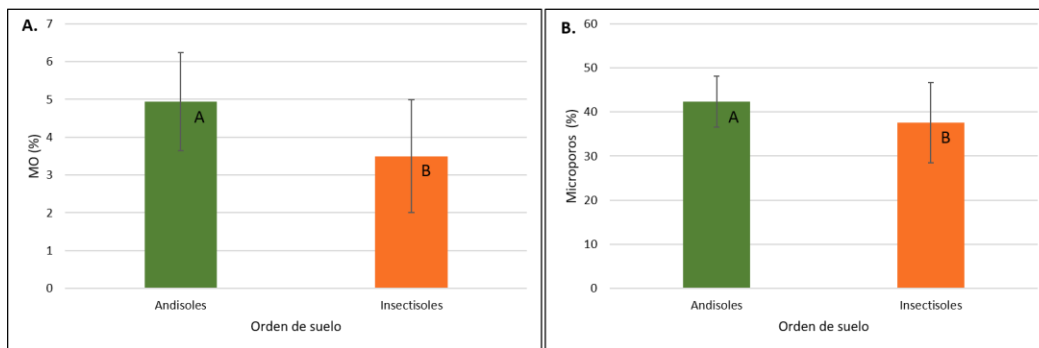 A.
MO (%)
7
6
5
4
3
2
1
0
A
B
Andisoles
Insectisoles
Orden de suelo
B.
Microporos (%)
60
50
40
30
20
10
0
A
B
Andisoles
Insectisoles
Orden de suelo